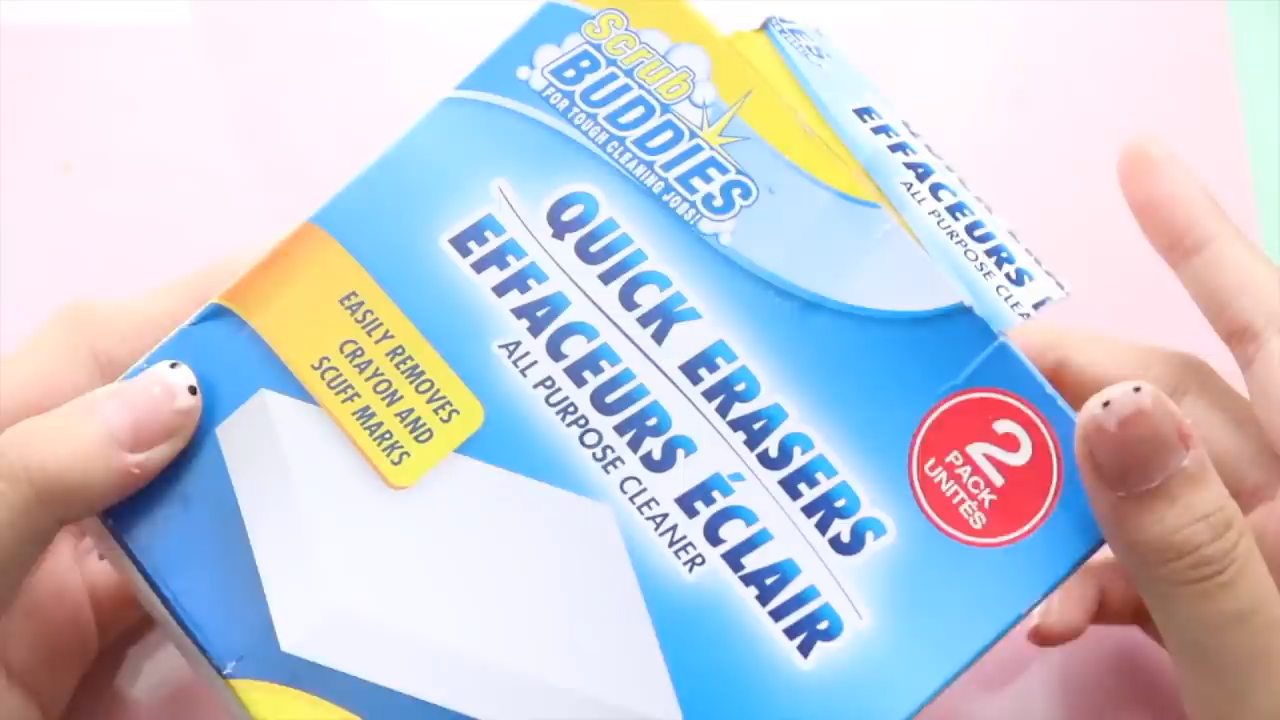 Scrub
BUDDIES
FOR TOUGH CLEANING JOBS!
QUICK ERASERS
EFFACEURS ÉCLAIR
ALL PURPOSE CLEANER
EASILY REMOVES
CRAYON AND
SCUFF MARKS
2
PACK
UNITÉS
EFFACEURS
ALL PURPOSE CLEA